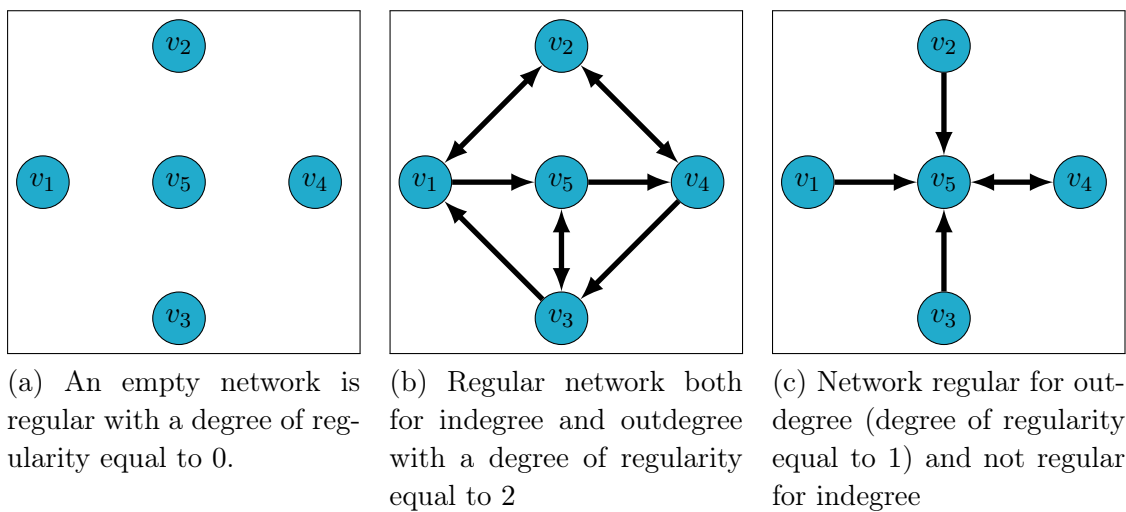 v2
v1
v5
v4
v3
v2
v1
v5
v4
v3
v2
v1
v5
v4
v3
(a) An empty network is
regular with a degree of reg-
ularity equal to 0.
(b) Regular network both
for indegree and outdegree
with a degree of regularity
equal to 2
(c) Network regular for out-
degree (degree of regularity
equal to 1) and not regular
for indegree